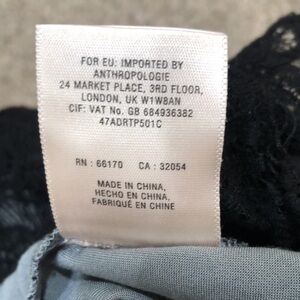 FOR EU: IMPORTED BY
ANTHROPOLOGIE
24 MARKET PLACE, 3RD FLOOR,
LONDON, UK W1W8AN
CIF: VAT No. GB 684936382
47ADRTP501C
RN : 66170 CA : 32054
MADE IN CHINA,
HECHO EN CHINA,
FABRIQUÉ EN CHINE